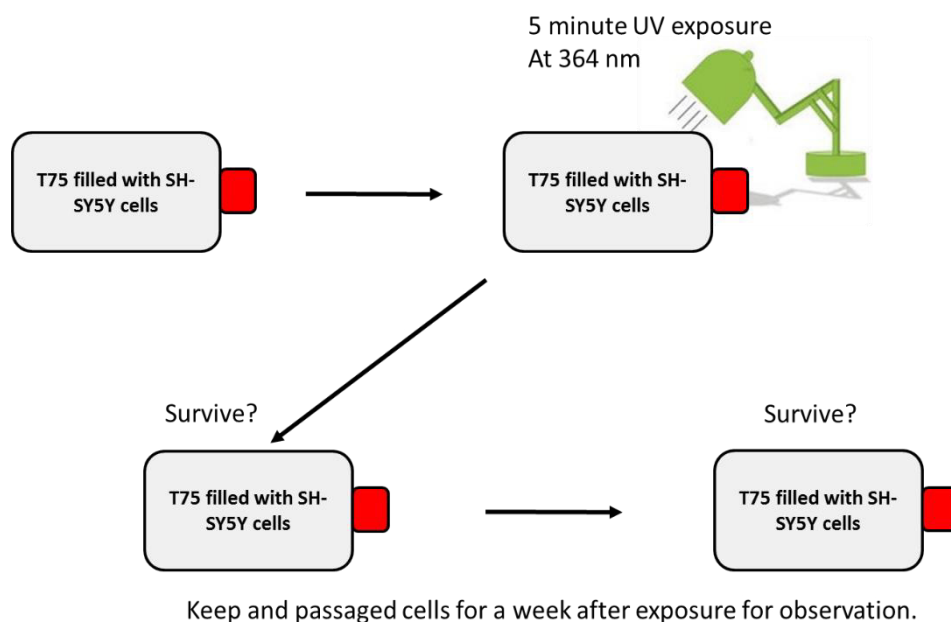 5 minute UV exposure
At 364 nm
T75 filled with SH-
SY5Y cells
T75 filled with SH-
SY5Y cells
Survive?
Survive?
T75 filled with SH-
SY5Y cells
T75 filled with SH-
SY5Y cells
Keep and passaged cells for a week after exposure for observation.